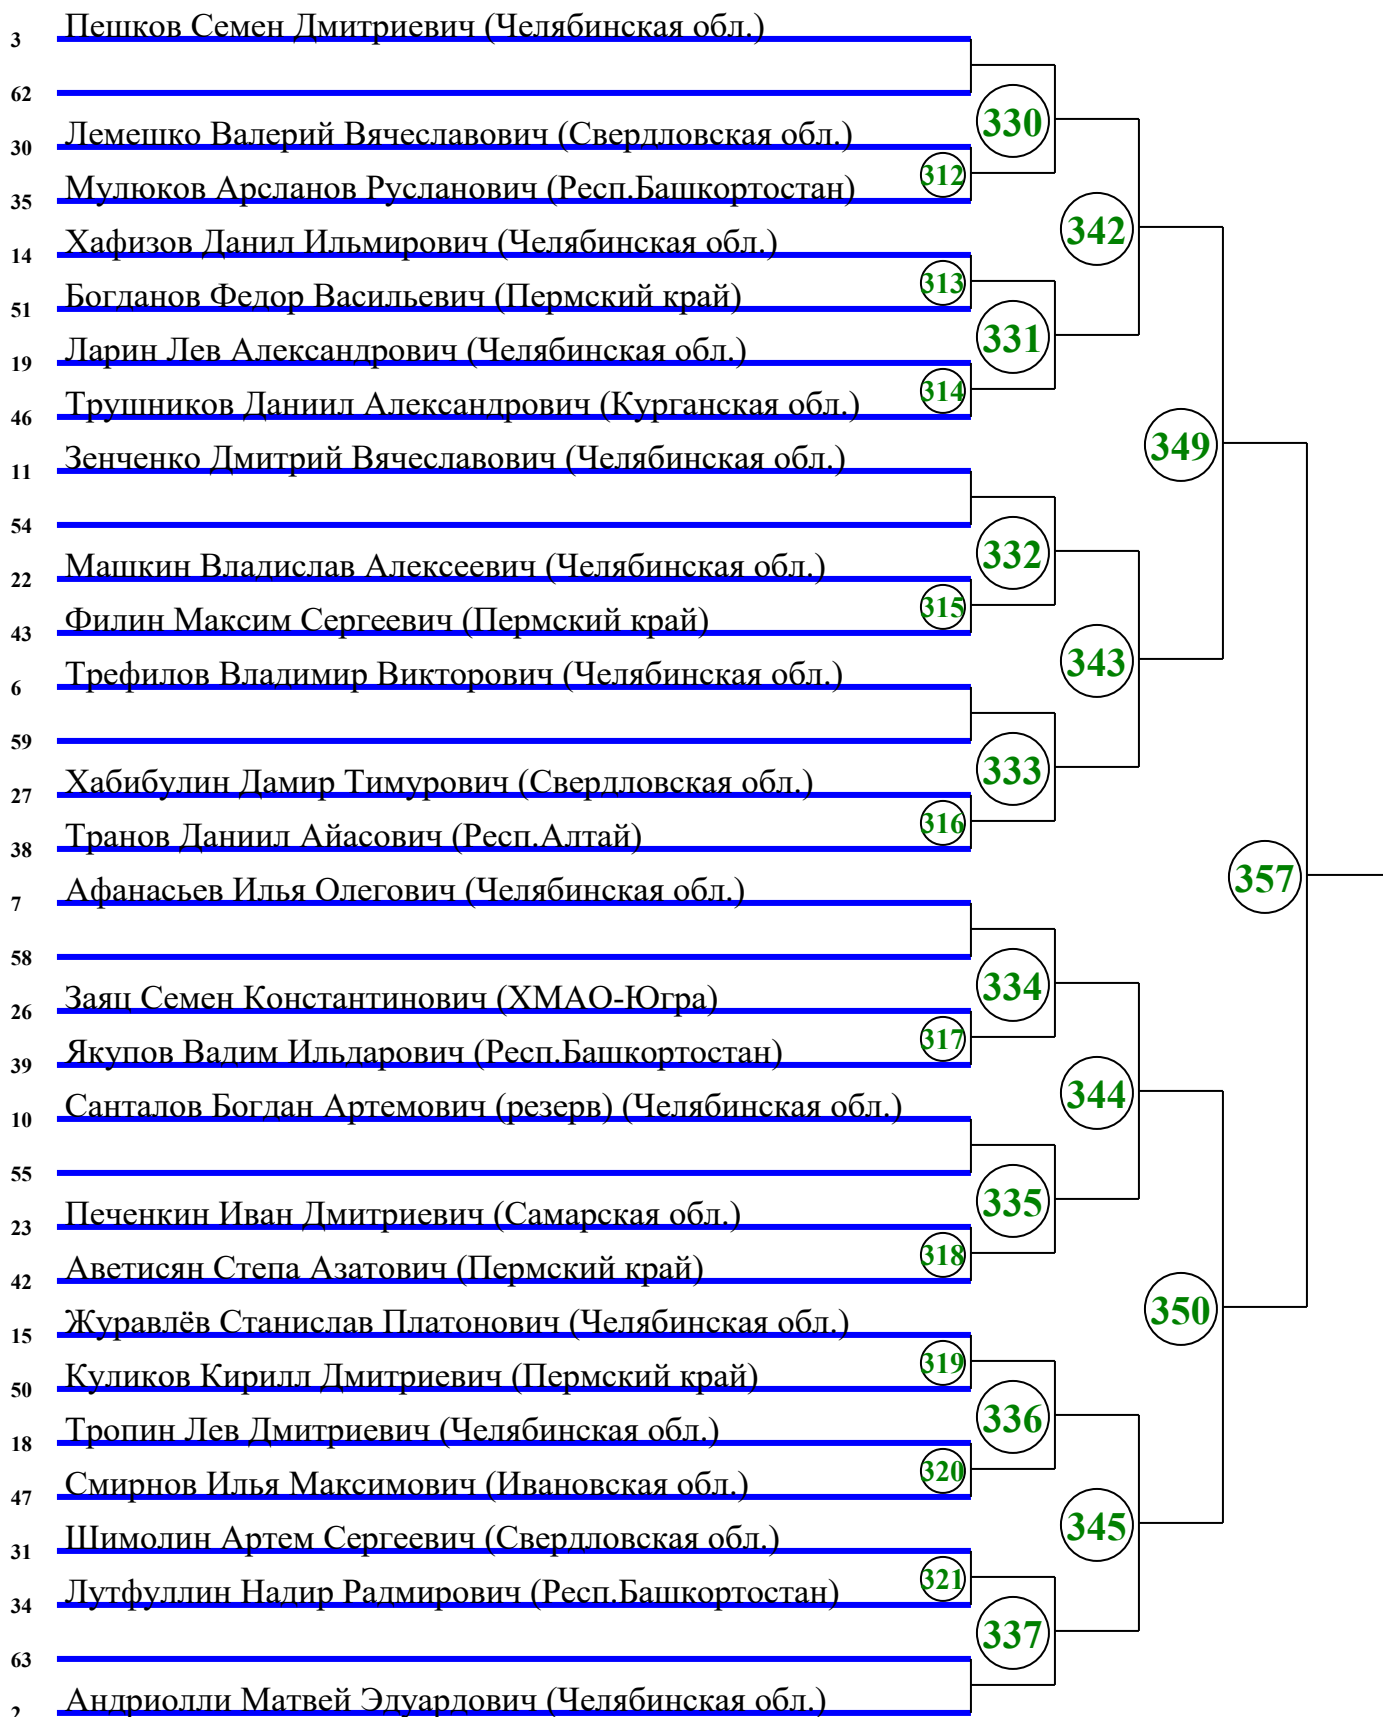 3 Пешков Семен Дмитриевич (Челябинская обл.)
62
330
30 Лемешко Валерий Вячеславович (Свердловская обл.)
312
35 Мулюков Арсланов Русланович (Респ.Башкортостан)
342
14 Хафизов Данил Ильмирович (Челябинская обл.)
313
51 Богданов Федор Васильевич (Пермский край)
331
19 Ларин Лев Александрович (Челябинская обл.)
314
46 Трушников Даниил Александрович (Курганская обл.)
349
11 Зенченко Дмитрий Вячеславович (Челябинская обл.)
54
332
22 Машкин Владислав Алексеевич (Челябинская обл.)
315
43 Филин Максим Сергеевич (Пермский край)
343
6 Трефилов Владимир Викторович (Челябинская обл.)
59
333
27 Хабибулин Дамир Тимурович (Свердловская обл.)
316
38 Транов Даниил Айасович (Респ.Алтай)
357
7 Афанасьев Илья Олегович (Челябинская обл.)
58
334
26 Заяц Семен Константинович (ХМАО-Югра)
317
39 Якупов Вадим Ильдарович (Респ.Башкортостан)
344
10 Санталов Богдан Артемович (резерв) (Челябинская обл.)
55
335
23 Печенкин Иван Дмитриевич (Самарская обл.)
318
42 Аветисян Степа Азатович (Пермский край)
350
15 Журавлёв Станислав Платонович (Челябинская обл.)
319
50 Куликов Кирилл Дмитриевич (Пермский край)
336
18 Тропин Лев Дмитриевич (Челябинская обл.)
320
47 Смирнов Илья Максимович (Ивановская обл.)
345
31 Шимолин Артем Сергеевич (Свердловская обл.)
321
34 Лутфуллин Надир Радмирович (Респ.Башкортостан)
337
63
2 Андриолли Матвей Эдуардович (Челябинская обл.)